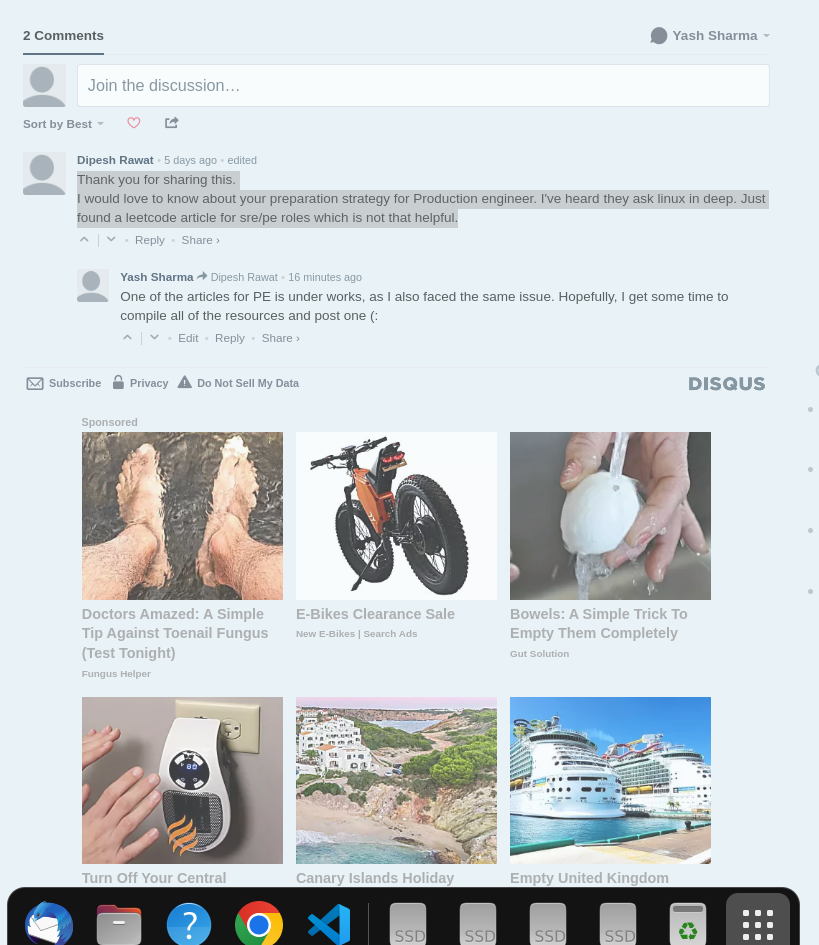 2 Comments
Yash Sharma
Join the discussion…
Sort by Best
Dipesh Rawat • 5 days ago • edited
Thank you for sharing this.
I would love to know about your preparation strategy for Production engineer. I've heard they ask linux in deep. Just
found a leetcode article for sre/pe roles which is not that helpful.
• Reply • Share ›
Yash Sharma Dipesh Rawat • 16 minutes ago
One of the articles for PE is under works, as I also faced the same issue. Hopefully, I get some time to
compile all of the resources and post one (:
• Edit • Reply • Share ›
Subscribe Privacy Do Not Sell My Data
DISQUS
Sponsored
Doctors Amazed: A Simple
Tip Against Toenail Fungus
(Test Tonight)
Fungus Helper
E-Bikes Clearance Sale
New E-Bikes | Search Ads
Bowels: A Simple Trick To
Empty Them Completely
Gut Solution
80
Turn Off Your Central
Canary Islands Holiday
Empty United Kingdom
?
SSD
SSD
SSD
SSD